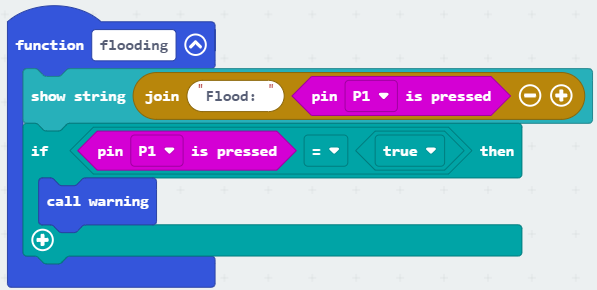 function flooding
show string join "Flood: " pin P1 is pressed
if pin P1 is pressed = true then
call warning